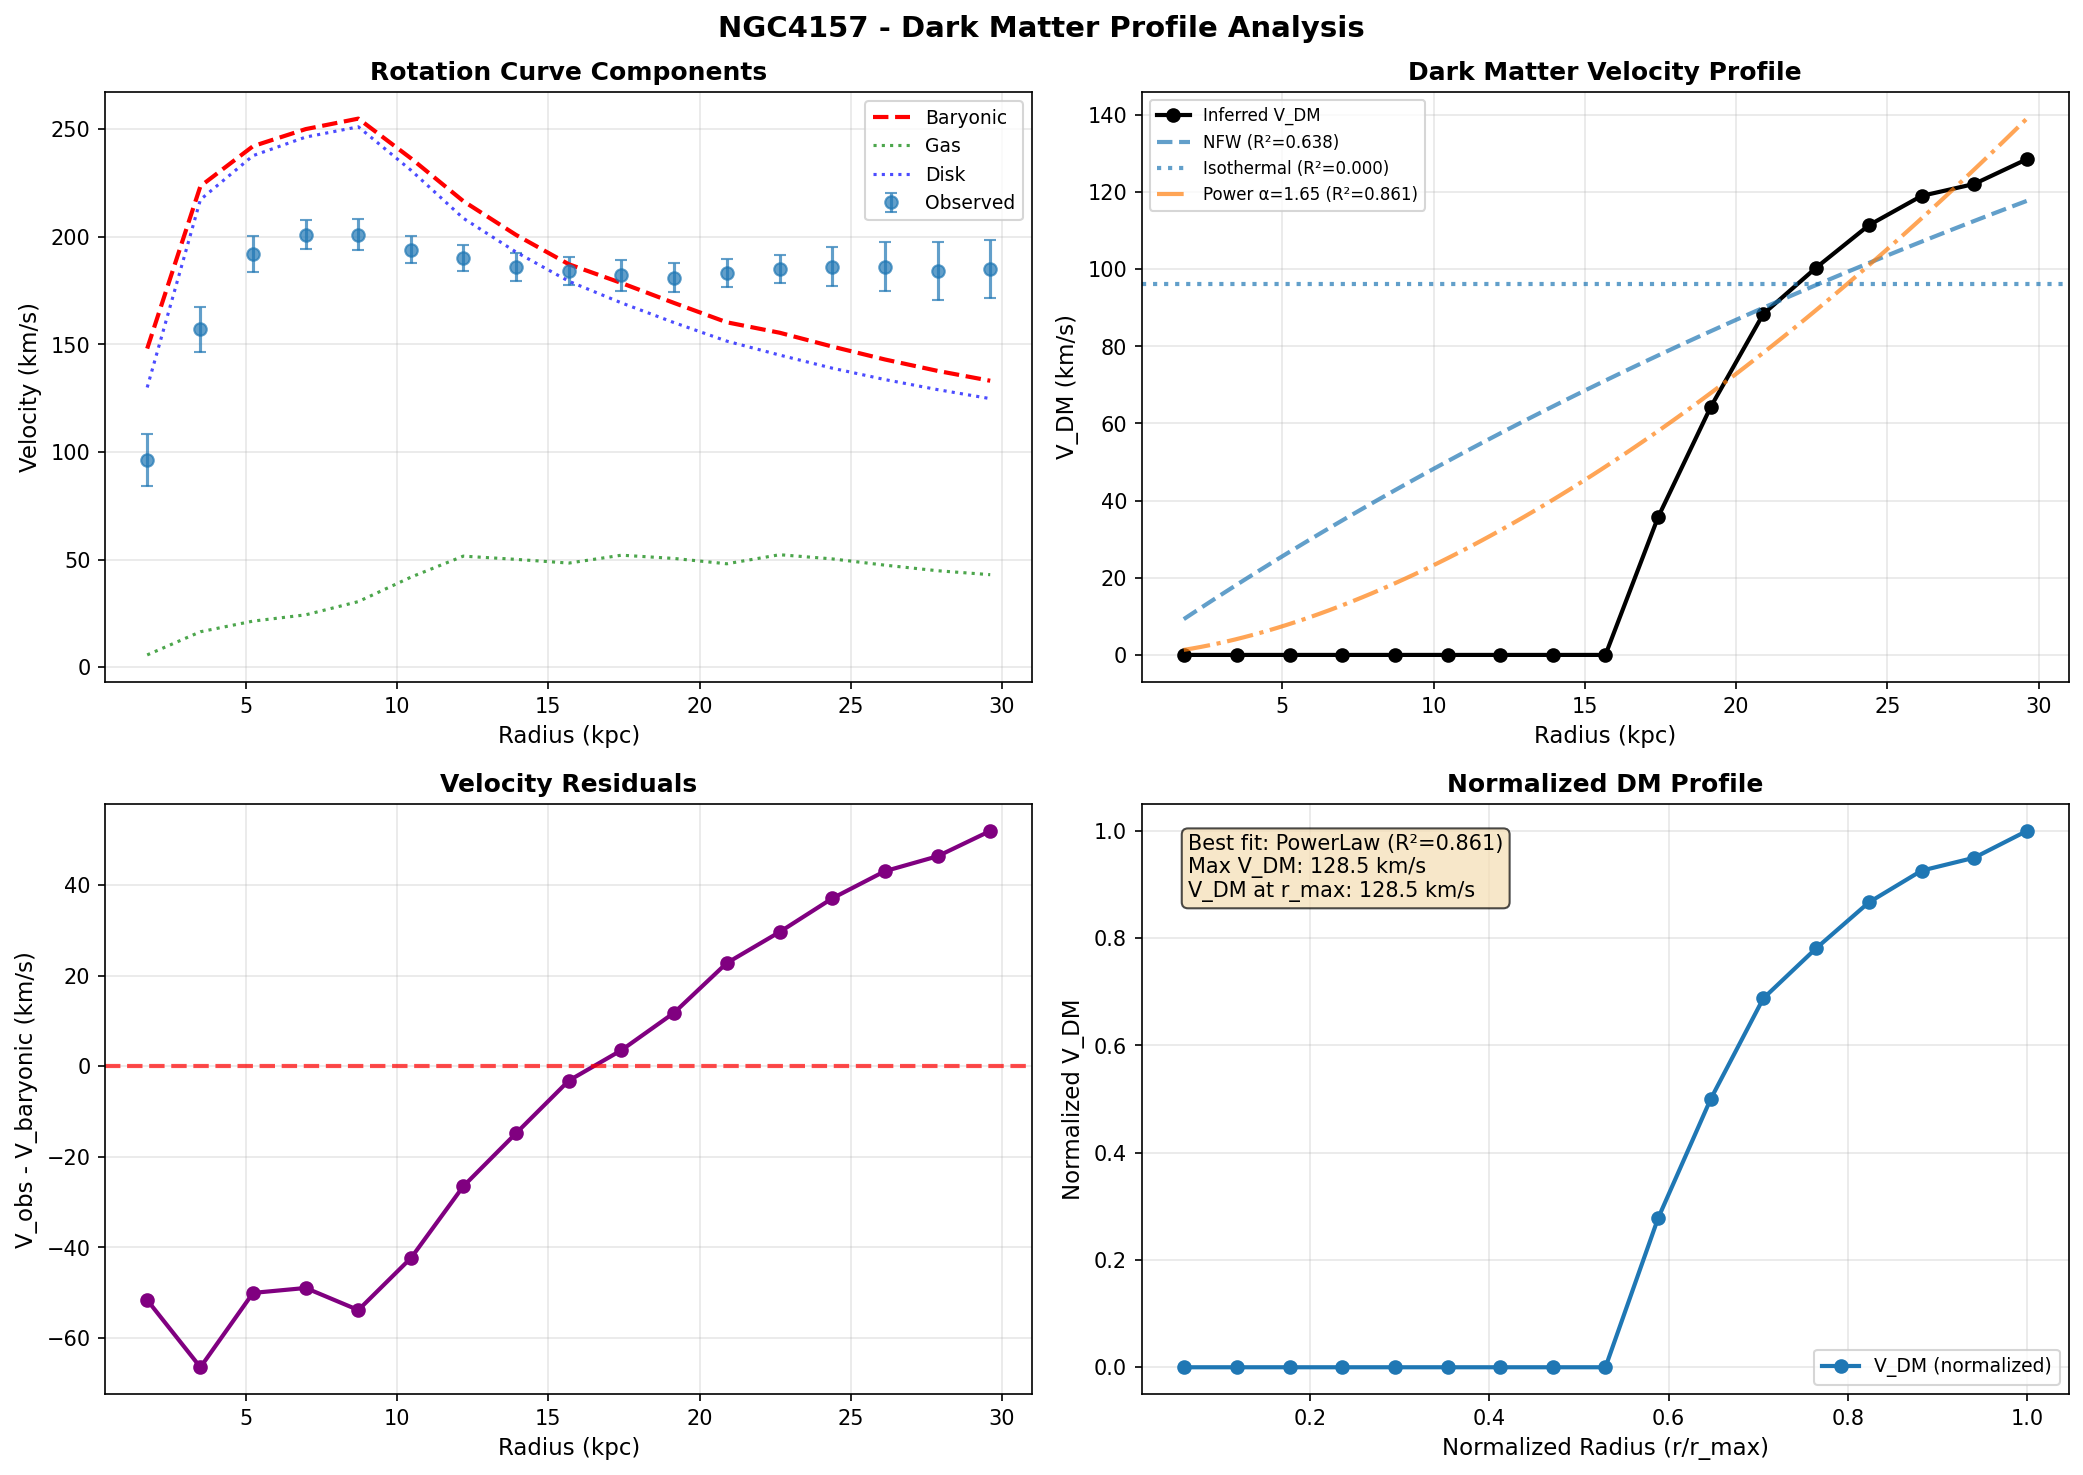 NGC4157 - Dark Matter Profile Analysis
Rotation Curve Components
Velocity (km/s)
250
200
150
100
50
0
Baryonic
Gas
Disk
Observed
5
10
15
20
25
30
Radius (kpc)
Dark Matter Velocity Profile
V_DM (km/s)
140
120
100
80
60
40
20
0
Inferred V_DM
NFW (R²=0.638)
Isothermal (R²=0.000)
Power α=1.65 (R²=0.861)
5
10
15
20
25
30
Radius (kpc)
Velocity Residuals
V_obs - V_baryonic (km/s)
40
20
0
−20
−40
−60
5
10
15
20
25
30
Radius (kpc)
Normalized DM Profile
Normalized V_DM
1.0
0.8
0.6
0.4
0.2
0.0
Best fit: PowerLaw (R²=0.861)
Max V_DM: 128.5 km/s
V_DM at r_max: 128.5 km/s
V_DM (normalized)
0.2
0.4
0.6
0.8
1.0
Normalized Radius (r/r_max)